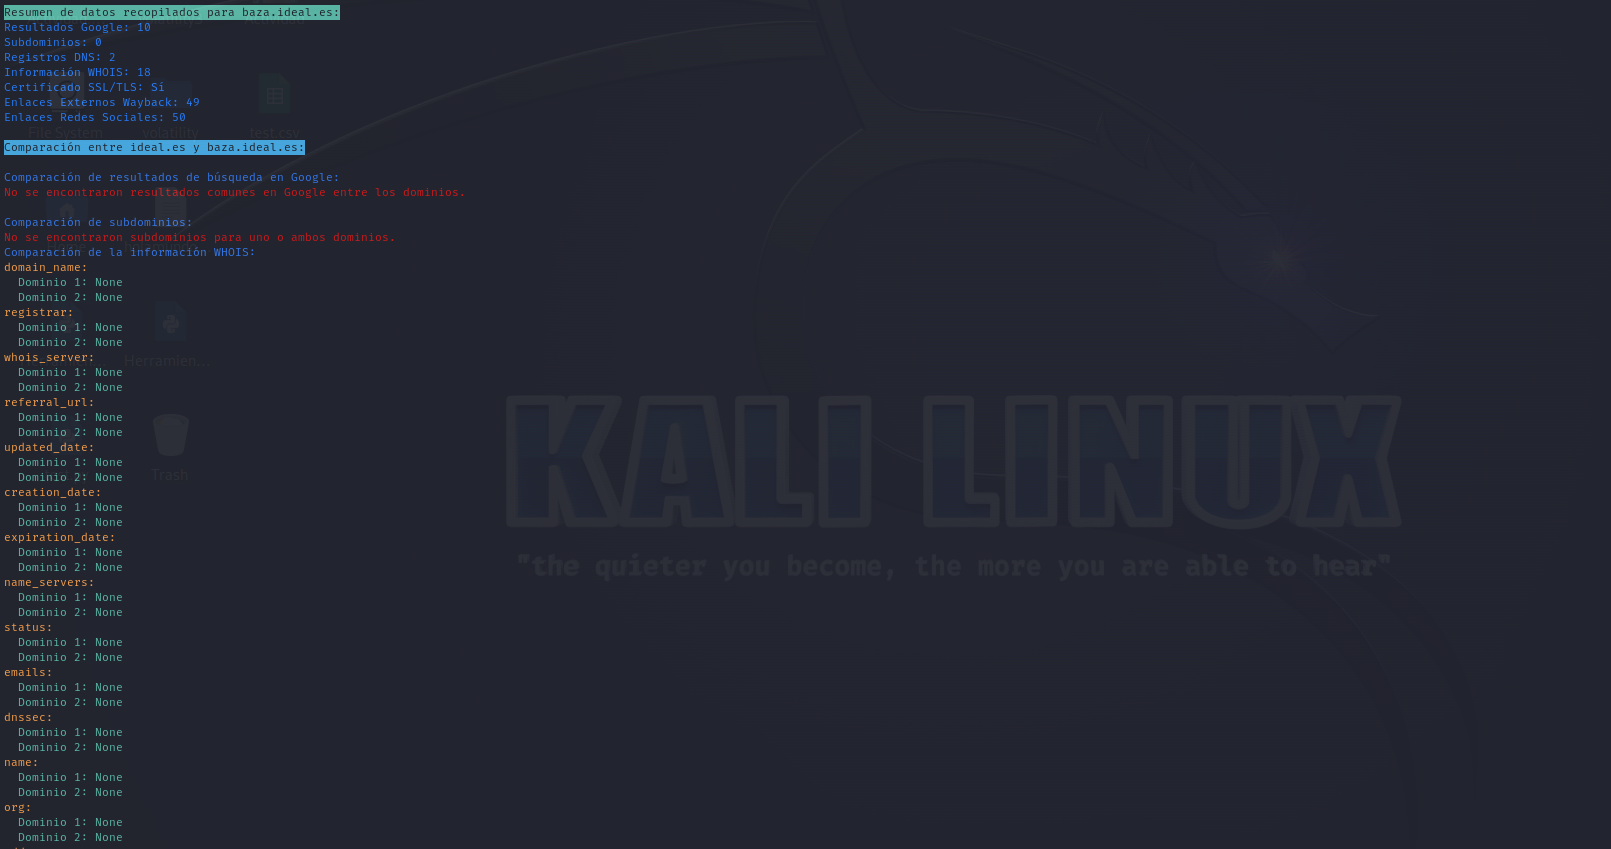 Resumen de datos recopilados para baza.ideal.es:
Resultados Google: 10
Subdominios: 0
Registros DNS: 2
Información WHOIS: 18
Certificado SSL/TLS: Sí
Enlaces Externos Wayback: 49
Enlaces Redes Sociales: 50
File System
volatility
test.csv
Comparación entre ideal.es y baza.ideal.es:
Comparación de resultados de búsqueda en Google:
No se encontraron resultados comunes en Google entre los dominios.
Comparación de subdominios:
No se encontraron subdominios para uno o ambos dominios.
Comparación de la información WHOIS:
domain_name:
Dominio 1: None
Dominio 2: None
registrar:
Dominio 1: None
Dominio 2: None
whois_server:
Herramien...
Dominio 1: None
Dominio 2: None
referral_url:
Dominio 1: None
Dominio 2: None
updated_date:
Dominio 1: None
Dominio 2: None
Trash
creation_date:
Dominio 1: None
Dominio 2: None
expiration_date:
Dominio 1: None
Dominio 2: None
name_servers:
Dominio 1: None
Dominio 2: None
status:
Dominio 1: None
Dominio 2: None
emails:
Dominio 1: None
Dominio 2: None
dnssec:
Dominio 1: None
Dominio 2: None
name:
Dominio 1: None
Dominio 2: None
org:
Dominio 1: None
Dominio 2: None
KALI LINUX
"the quieter you become, the more you are able to hear"